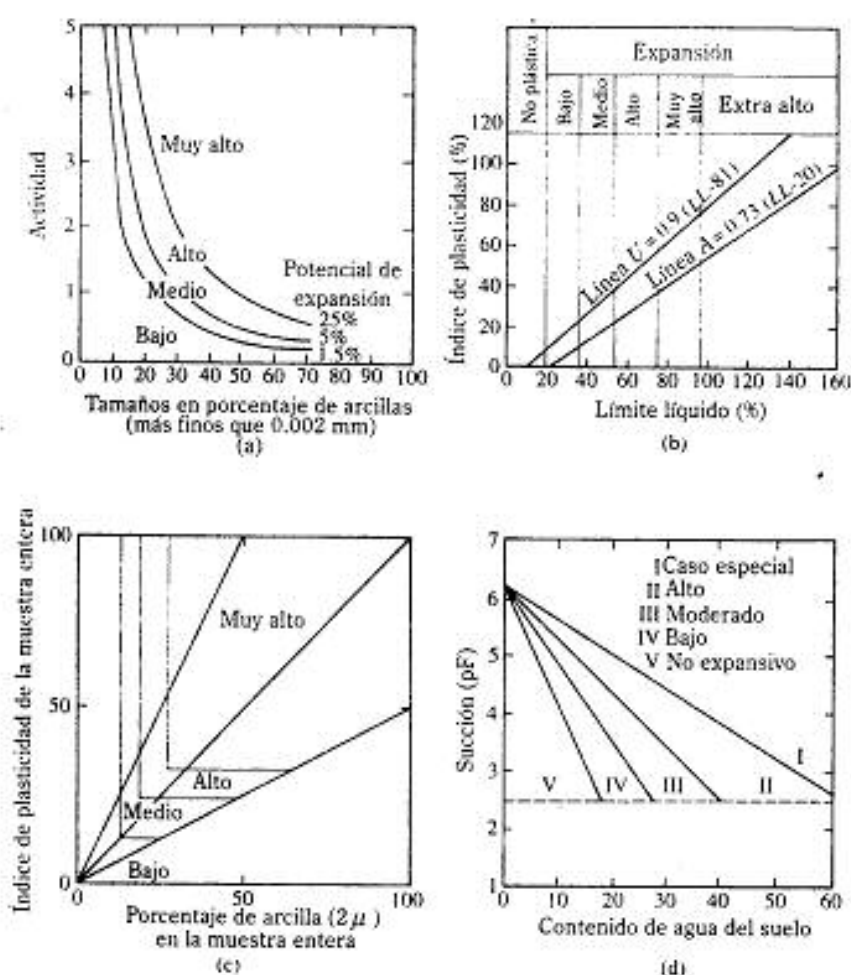 5
4
3
2
1
0
Actividad
Muy alto
Alto
Medio
Bajo
Potencial de
expansión
25%
5%
1.5%
0 10 20 30 40 50 60 70 80 90 100
Tamaños en porcentaje de arcillas
(más finos que 0.002 mm)
(a)
No plástica
Expansión
Bajo
Medio
Alto
Muy alto
Extra alto
120
100
80
60
40
20
0
Índice de plasticidad (%)
Línea U = 0.9 (LL-81)
Línea A = 0.73 (LL-20)
0 20 40 60 80 100 120 140 160
Límite líquido (%)
(b)
100
50
0
Índice de plasticidad de la muestra entera
Muy alto
Alto
Medio
Bajo
0 50 100
Porcentaje de arcilla (2μ)
en la muestra entera
(c)
7
6
5
4
3
2
1
Succión (pF)
I Caso especial
II Alto
III Moderado
IV Bajo
V No expansivo
I
V IV III II
0 10 20 30 40 50 60
Contenido de agua del suelo
(d)